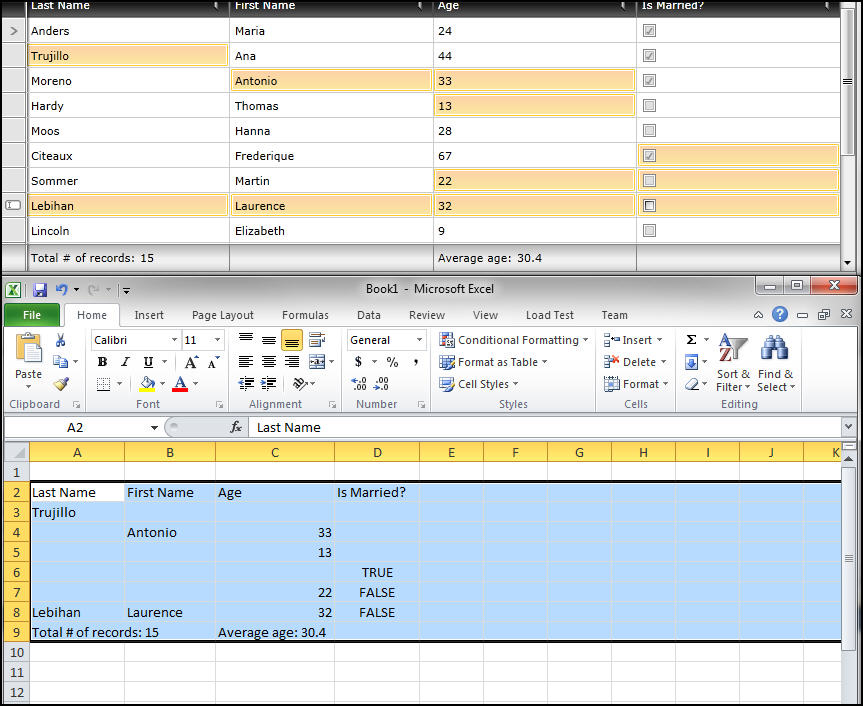 Last Name First Name Age Is Married?
Anders Maria 24
Trujillo Ana 44
Moreno Antonio 33
Hardy Thomas 13
Moos Hanna 28
Citeaux Frederique 67
Sommer Martin 22
Lebihan Laurence 32
Lincoln Elizabeth 9
Total # of records: 15 Average age: 30.4
Book1 - Microsoft Excel
File Home Insert Page Layout Formulas Data Review View Load Test Team
Calibri 11 General Conditional Formatting Insert Σ
Paste B I U A A $ % , Format as Table Delete Sort & Find &
A .00 .00 Cell Styles Format Filter Select
Clipboard Font Alignment Number Styles Cells Editing
A2 fx Last Name
A B C D E F G H I J K
1
2 Last Name First Name Age Is Married?
3 Trujillo
4 Antonio 33
5 13
6 TRUE
7 22 FALSE
8 Lebihan Laurence 32 FALSE
9 Total # of records: 15 Average age: 30.4
10
11
12